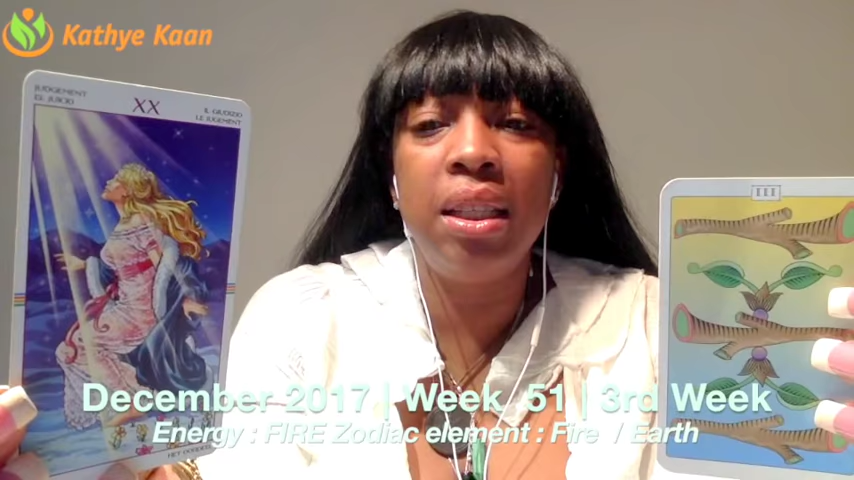 Kathye Kaan
JUDGEMENT
EL JUICIO
XX
IL GIUDIZIO
LE JUGEMENT
III
December 2017 | Week 51 | 3rd Week
Energy : FIRE Zodiac element : Fire / Earth